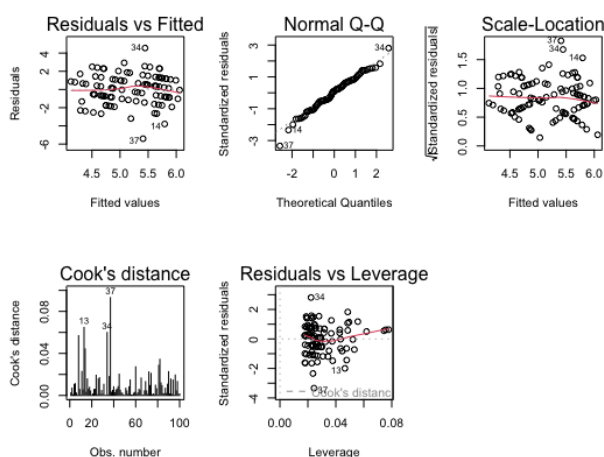 Residuals vs Fitted
Residuals
4
2
0
-2
-6
34
14
37
4.5 5.0 5.5 6.0
Fitted values
Normal Q-Q
Standardized residuals
3
2
1
0
-1
-3
34
14
37
-2 -1 0 1 2
Theoretical Quantiles
Scale-Location
√|Standardized residuals|
1.5
1.0
0.5
0.0
37
34
14
4.5 5.0 5.5 6.0
Fitted values
Cook's distance
Cook's distance
0.08
0.04
0.00
37
13
34
0 20 60 100
Obs. number
Residuals vs Leverage
Standardized residuals
2
0
-2
-4
34
13
37
Cook's distance
0.00 0.04 0.08
Leverage